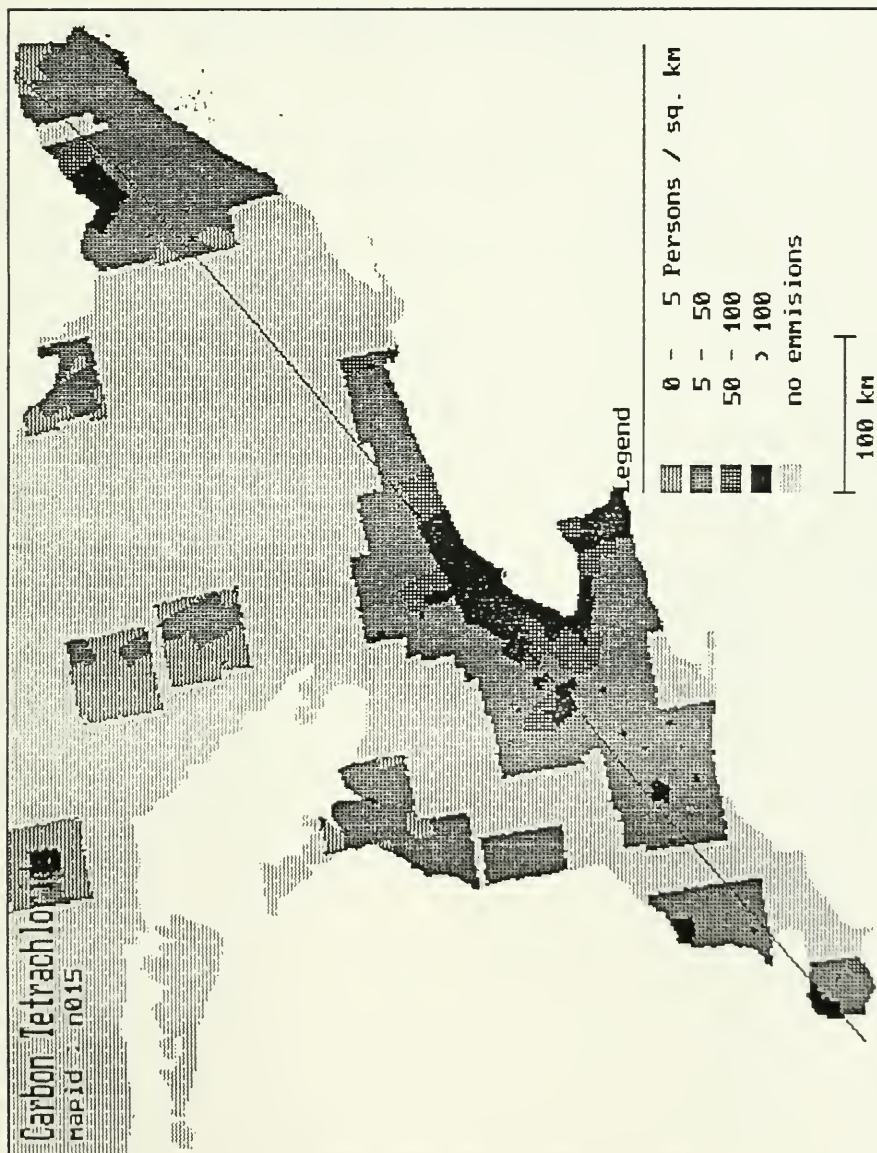 Carbon Tetrachloride
mapid : n015
Legend
0 - 5 Persons / sq. km
5 - 50
50 - 100
> 100
no emmisions
100 km